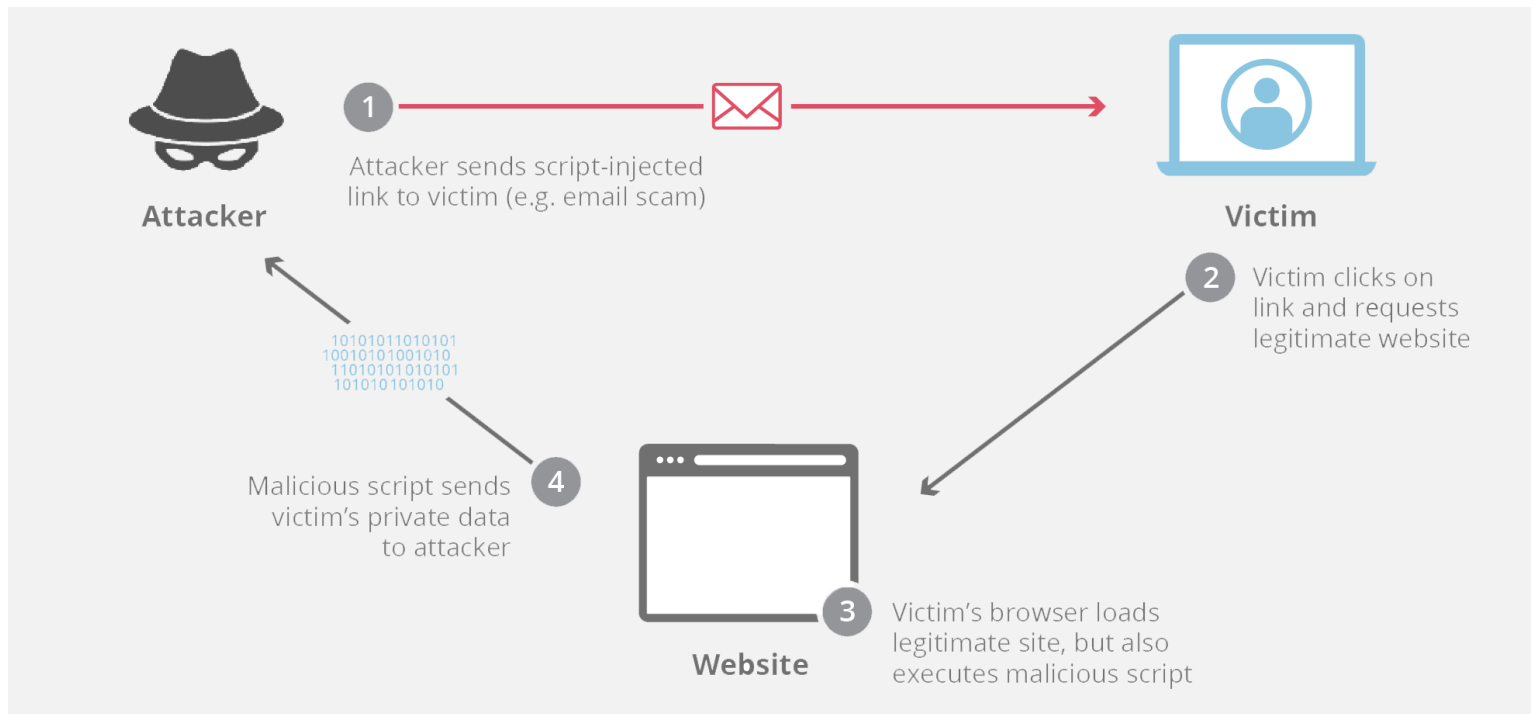 1
Attacker sends script-injected
link to victim (e.g. email scam)
Attacker
Victim
2
Victim clicks on
link and requests
legitimate website
10101011010101
10010101001010
11010101010101
101010101010
4
Malicious script sends
victim’s private data
to attacker
3
Victim’s browser loads
legitimate site, but also
executes malicious script
Website